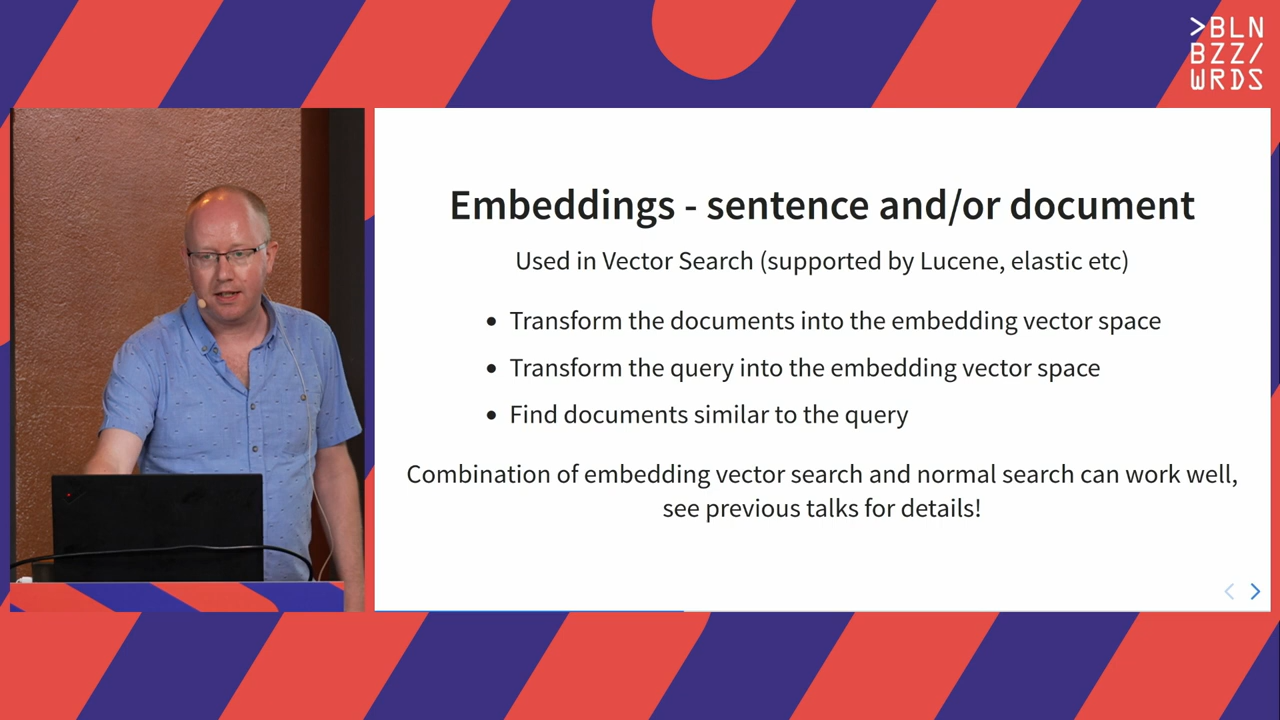 >BLN
BZZ/
WRDS
Embeddings - sentence and/or document
Used in Vector Search (supported by Lucene, elastic etc)
• Transform the documents into the embedding vector space
• Transform the query into the embedding vector space
• Find documents similar to the query
Combination of embedding vector search and normal search can work well,
see previous talks for details!